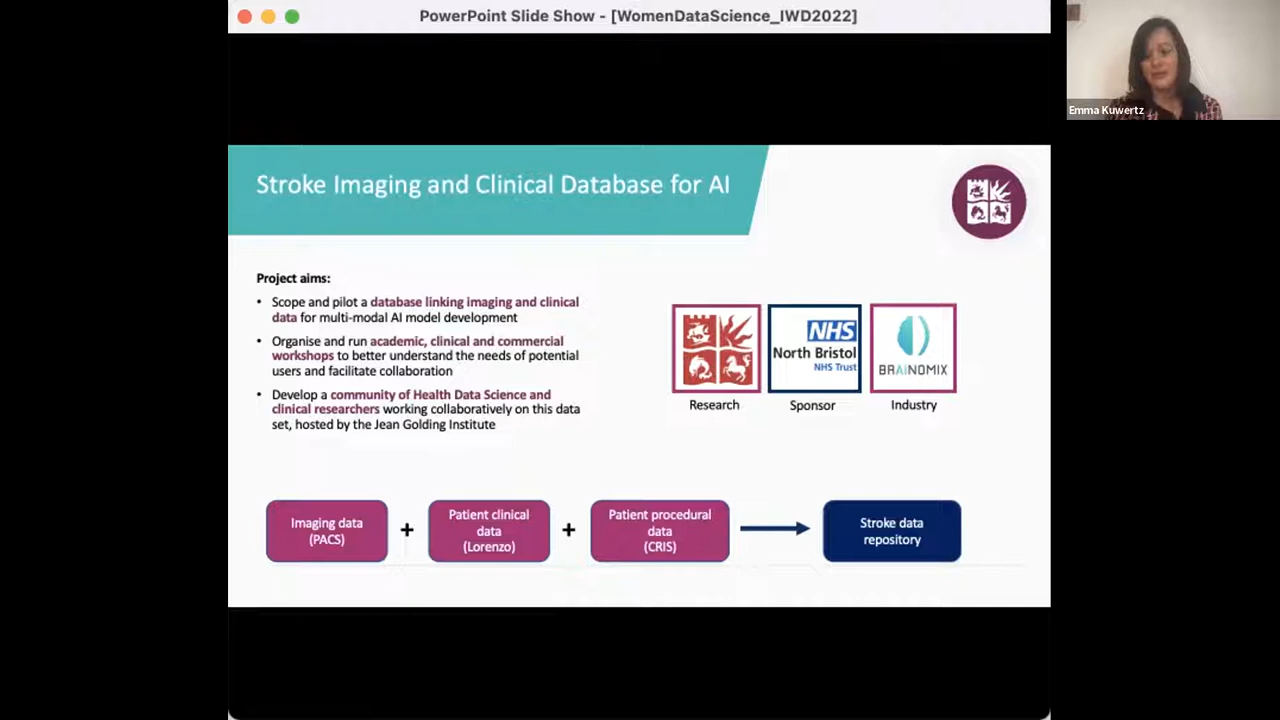 PowerPoint Slide Show - [WomenDataScience_IWD2022]
Emma Kuwertz
Stroke Imaging and Clinical Database for AI
Project aims:
• Scope and pilot a database linking imaging and clinical
data for multi-modal AI model development
• Organise and run academic, clinical and commercial
workshops to better understand the needs of potential
users and facilitate collaboration
• Develop a community of Health Data Science and
clinical researchers working collaboratively on this data
set, hosted by the Jean Golding Institute
NHS
North Bristol
NHS Trust
BRAINOMIX
Research
Sponsor
Industry
Imaging data
(PACS)
+
Patient clinical
data
(Lorenzo)
+
Patient procedural
data
(CRIS)
Stroke data
repository